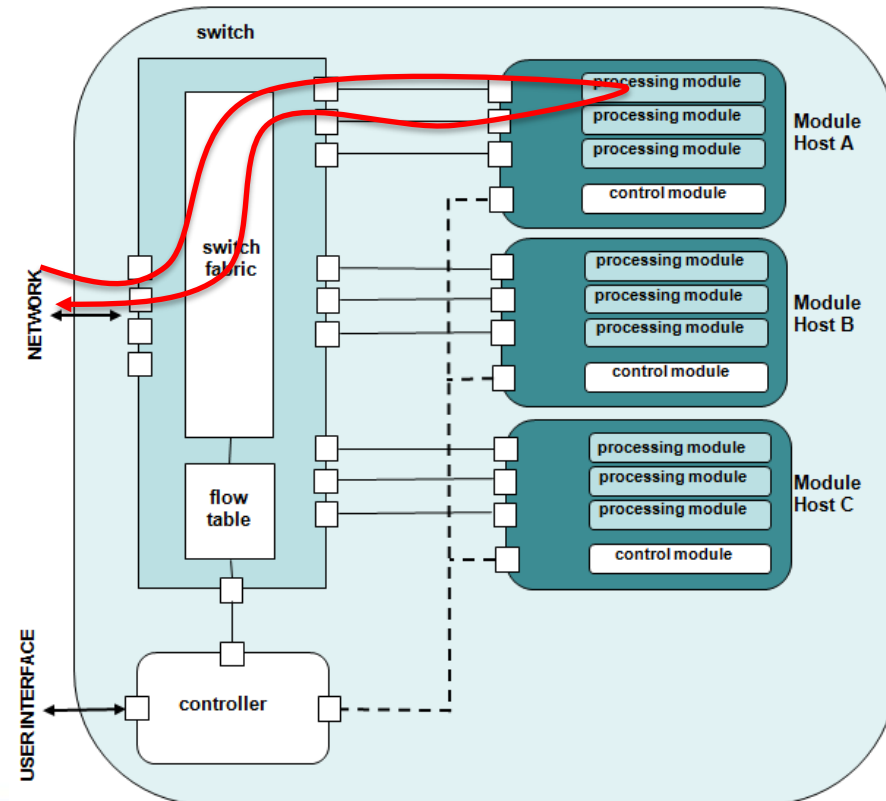 switch
processing module
processing module
processing module
control module
Module
Host A
switch
fabric
NETWORK
processing module
processing module
processing module
control module
Module
Host B
processing module
processing module
processing module
control module
Module
Host C
flow
table
controller
USER INTERFACE